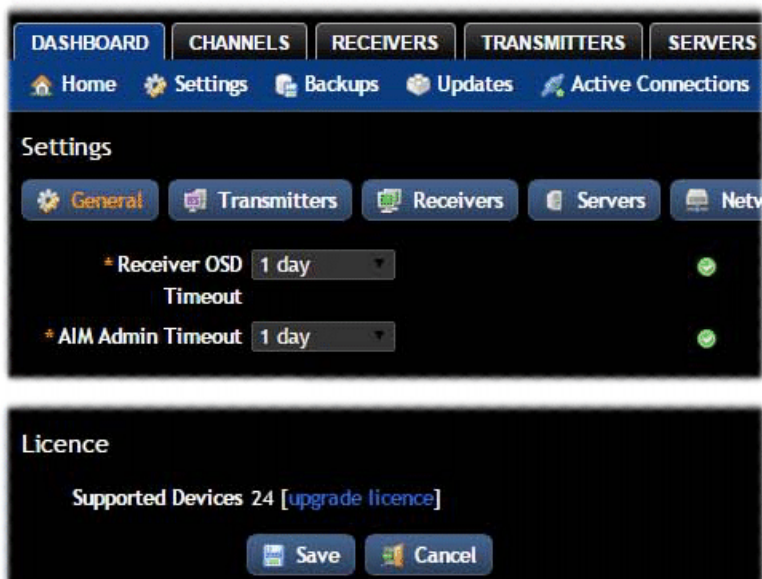 DASHBOARD CHANNELS RECEIVERS TRANSMITTERS SERVERS
Home Settings Backups Updates Active Connections
Settings
General Transmitters Receivers Servers Netw
* Receiver OSD 1 day
Timeout
* AIM Admin Timeout 1 day
Licence
Supported Devices 24 [upgrade licence]
Save Cancel